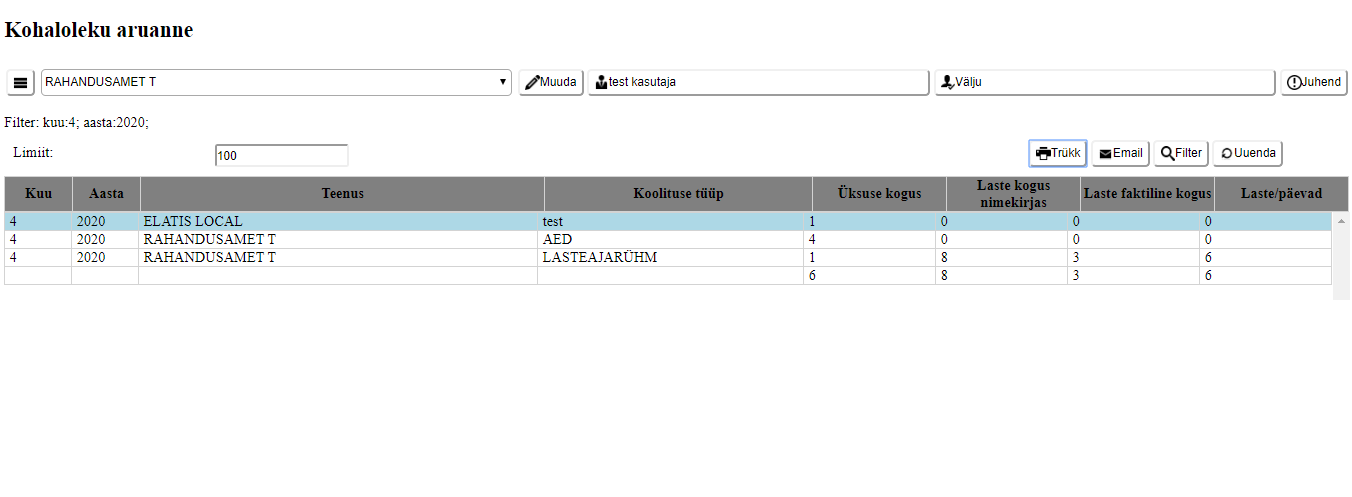 Kohaloleku aruanne
RAHANDUSAMET T Muuda test kasutaja Välju Juhend
Filter: kuu:4; aasta:2020;
Limiit: 100 Trükk Email Filter Uuenda
Kuu Aasta Teenus Koolituse tüüp Üksuse kogus Laste kogus nimekirjas Laste faktiline kogus Laste/päevad
4 2020 ELATIS LOCAL test 1 0 0 0
4 2020 RAHANDUSAMET T AED 4 0 0 0
4 2020 RAHANDUSAMET T LASTEAJARÜHM 1 8 3 6
6 8 3 6